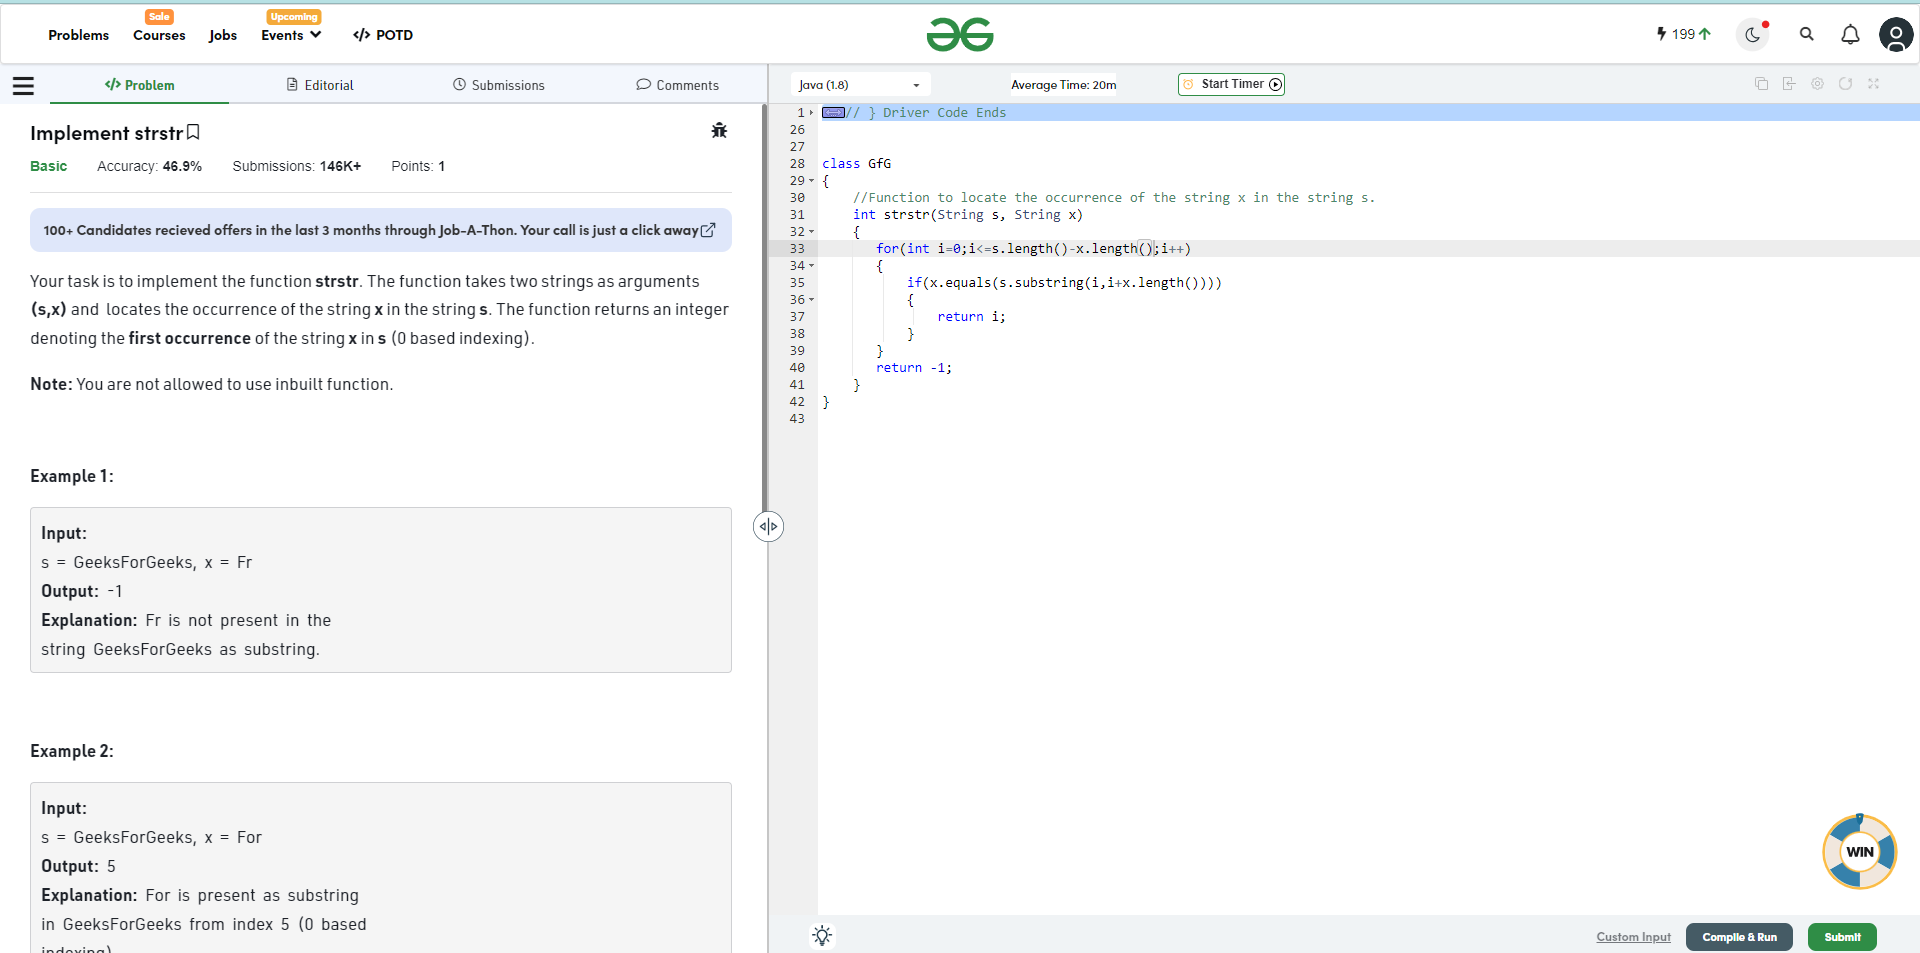 Sale
Upcoming
Problems Courses Jobs Events </> POTD
199
</> Problem Editorial Submissions Comments
Implement strstr
Basic Accuracy: 46.9% Submissions: 146K+ Points: 1
100+ Candidates recieved offers in the last 3 months through Job-A-Thon. Your call is just a click away
Your task is to implement the function strstr. The function takes two strings as arguments
(s,x) and locates the occurrence of the string x in the string s. The function returns an integer
denoting the first occurrence of the string x in s (0 based indexing).
Note: You are not allowed to use inbuilt function.
Example 1:
Input:
s = GeeksForGeeks, x = Fr
Output: -1
Explanation: Fr is not present in the
string GeeksForGeeks as substring.
Example 2:
Input:
s = GeeksForGeeks, x = For
Output: 5
Explanation: For is present as substring
in GeeksForGeeks from index 5 (0 based
indexing)
Java (1.8) Average Time: 20m Start Timer
1 // } Driver Code Ends
26
27
28 class GfG
29 {
30 //Function to locate the occurrence of the string x in the string s.
31 int strstr(String s, String x)
32 {
33 for(int i=0;i<=s.length()-x.length();i++)
34 {
35 if(x.equals(s.substring(i,i+x.length())))
36 {
37 return i;
38 }
39 }
40 return -1;
41 }
42 }
43
WIN
Custom Input Compile & Run Submit